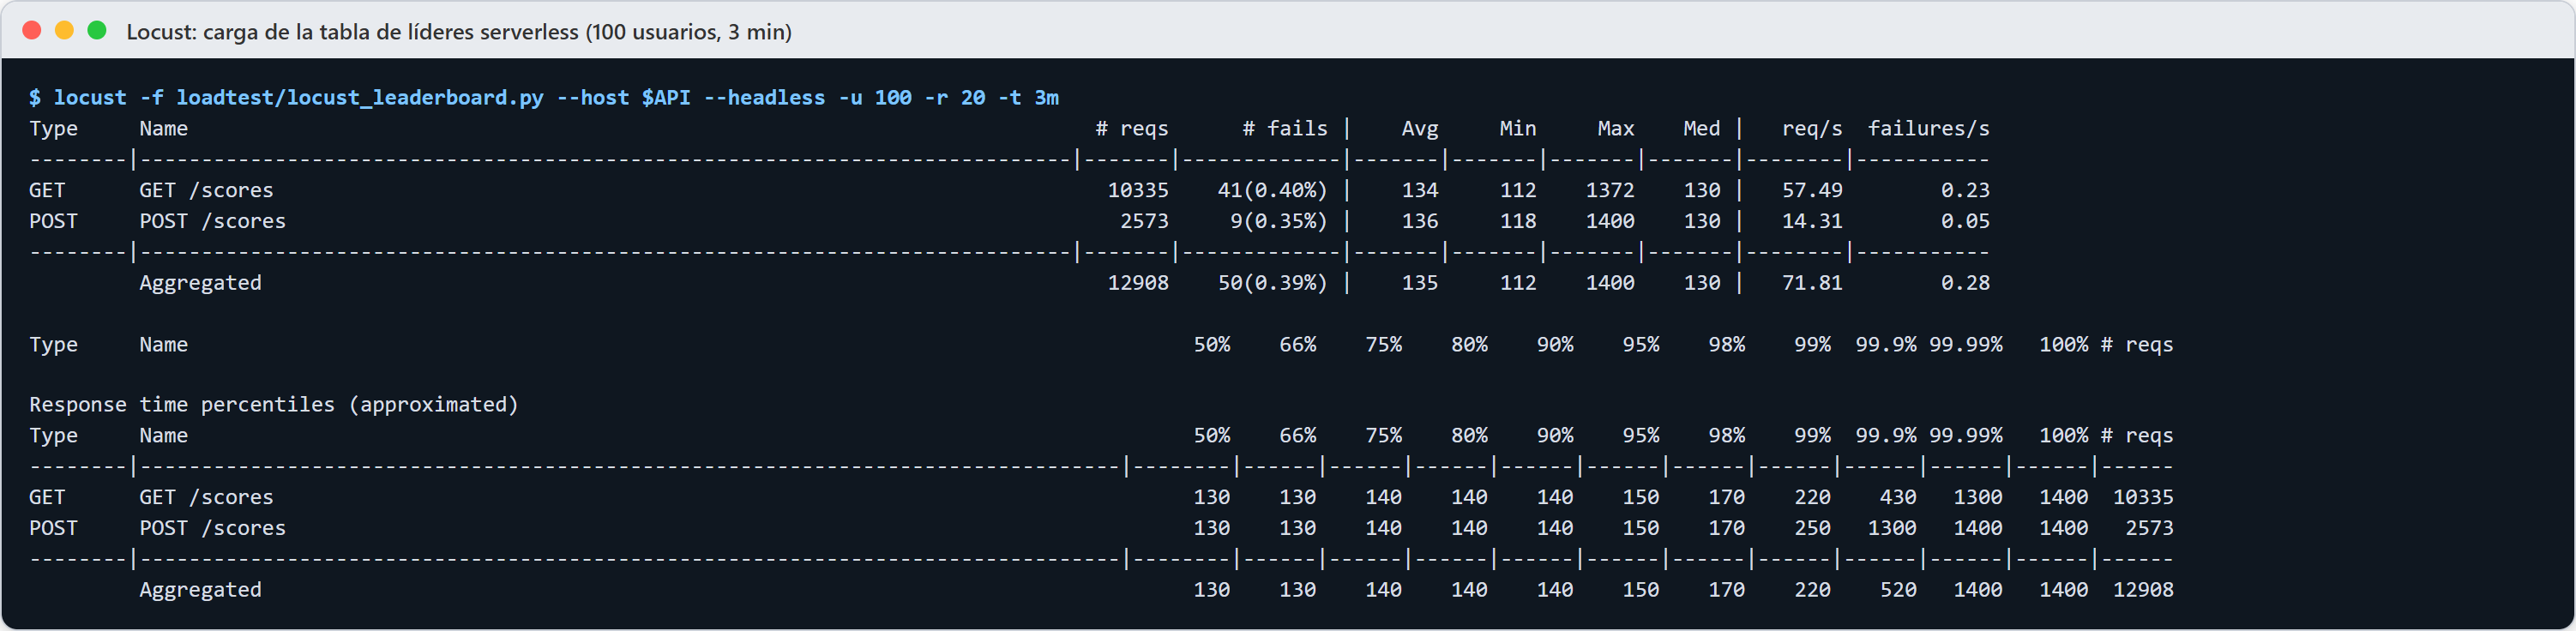 Locust: carga de la tabla de líderes serverless (100 usuarios, 3 min)
$ locust -f loadtest/locust_leaderboard.py --host $API --headless -u 100 -r 20 -t 3m
Type     Name                                                                          # reqs      # fails |    Avg     Min     Max    Med |   req/s  failures/s
--------|----------------------------------------------------------------------------|-------|-------------|-------|-------|-------|-------|--------|-----------
GET      GET /scores                                                                    10335    41(0.40%) |    134     112    1372    130 |   57.49        0.23
POST     POST /scores                                                                    2573     9(0.35%) |    136     118    1400    130 |   14.31        0.05
--------|----------------------------------------------------------------------------|-------|-------------|-------|-------|-------|-------|--------|-----------
         Aggregated                                                                     12908    50(0.39%) |    135     112    1400    130 |   71.81        0.28
Type     Name                                                                                  50%    66%    75%    80%    90%    95%    98%    99%  99.9% 99.99%   100% # reqs
Response time percentiles (approximated)
Type     Name                                                                                  50%    66%    75%    80%    90%    95%    98%    99%  99.9% 99.99%   100% # reqs
--------|--------------------------------------------------------------------------------|--------|------|------|------|------|------|------|------|------|------|------|------
GET      GET /scores                                                                           130    130    140    140    140    150    170    220    430   1300   1400  10335
POST     POST /scores                                                                          130    130    140    140    140    150    170    250   1300   1400   1400   2573
--------|--------------------------------------------------------------------------------|--------|------|------|------|------|------|------|------|------|------|------|------
         Aggregated                                                                            130    130    140    140    140    150    170    220    520   1400   1400  12908